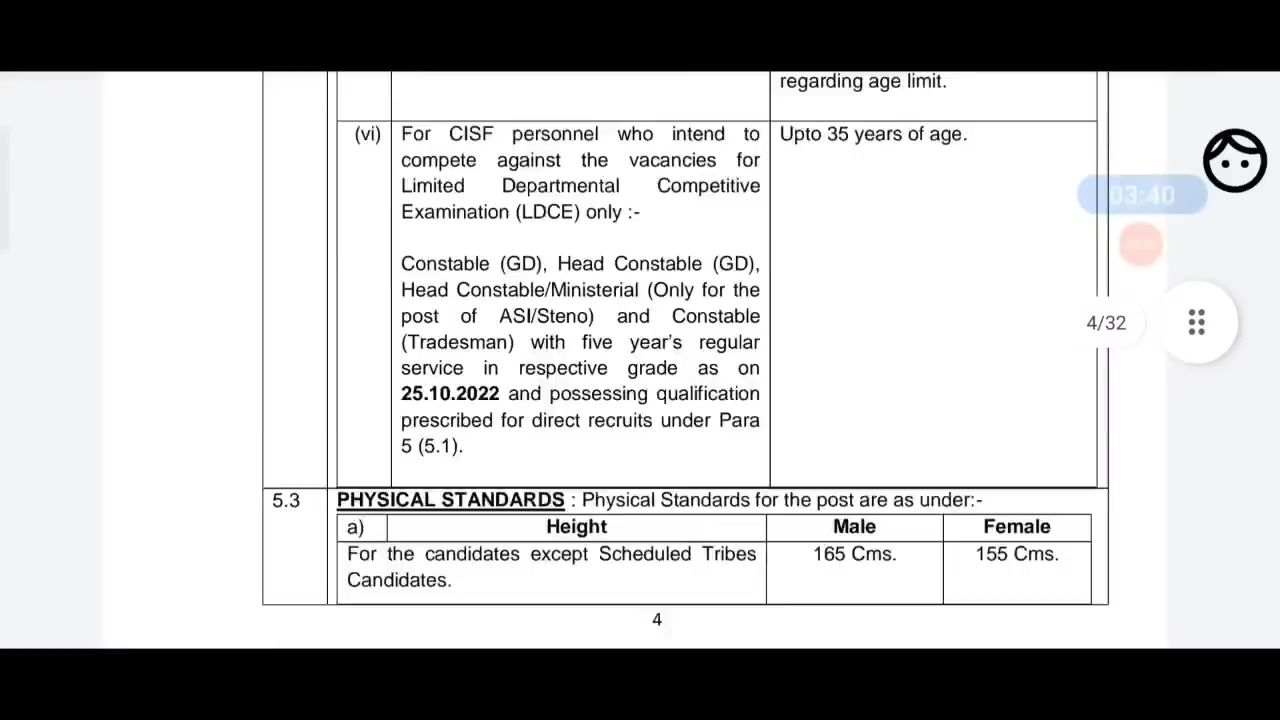 regarding age limit.
(vi) For CISF personnel who intend to Upto 35 years of age.
compete against the vacancies for
Limited Departmental Competitive
Examination (LDCE) only :-
Constable (GD), Head Constable (GD),
Head Constable/Ministerial (Only for the
post of ASI/Steno) and Constable
(Tradesman) with five year's regular
service in respective grade as on
25.10.2022 and possessing qualification
prescribed for direct recruits under Para
5 (5.1).
03:40
4/32
5.3 PHYSICAL STANDARDS : Physical Standards for the post are as under:-
a) Height Male Female
For the candidates except Scheduled Tribes 165 Cms. 155 Cms.
Candidates.
4